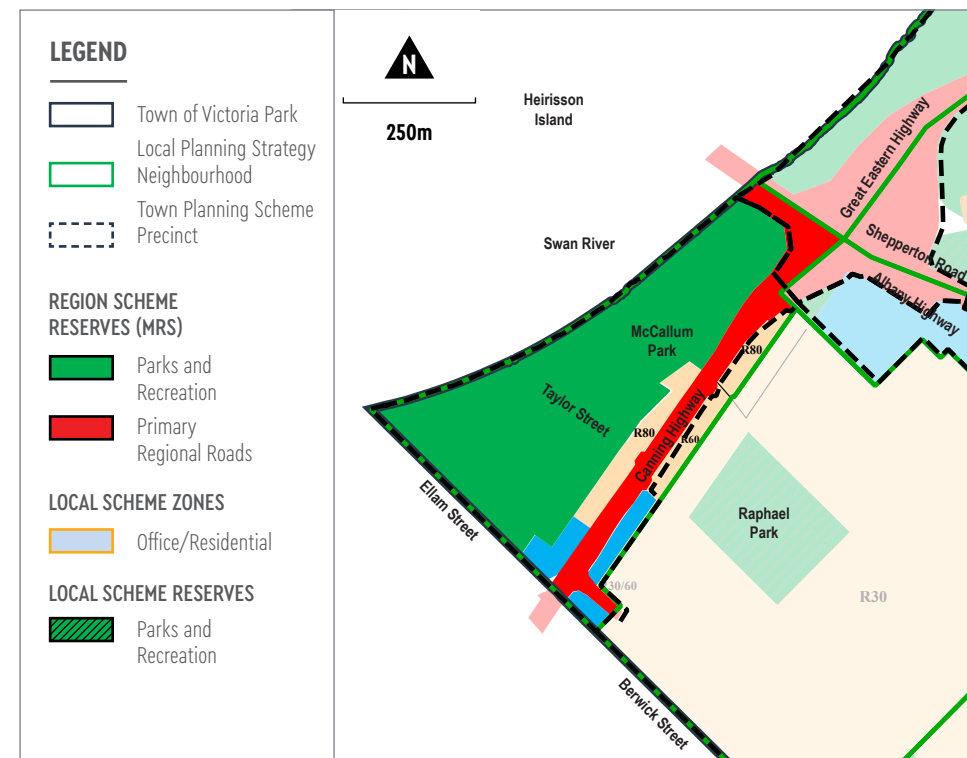 LEGEND
Town of Victoria Park
Local Planning Strategy
Neighbourhood
Town Planning Scheme
Precinct
REGION SCHEME
RESERVES (MRS)
Parks and
Recreation
Primary
Regional Roads
LOCAL SCHEME ZONES
Office/Residential
LOCAL SCHEME RESERVES
Parks and
Recreation
N
250m
Heirisson
Island
Swan River
Great Eastern Highway
Shepperton Road
Albany Highway
McCallum
Park
R80
Taylor Street
R80
Canning Highway
R60
Ellam Street
Raphael
Park
30/60
R30
Berwick Street